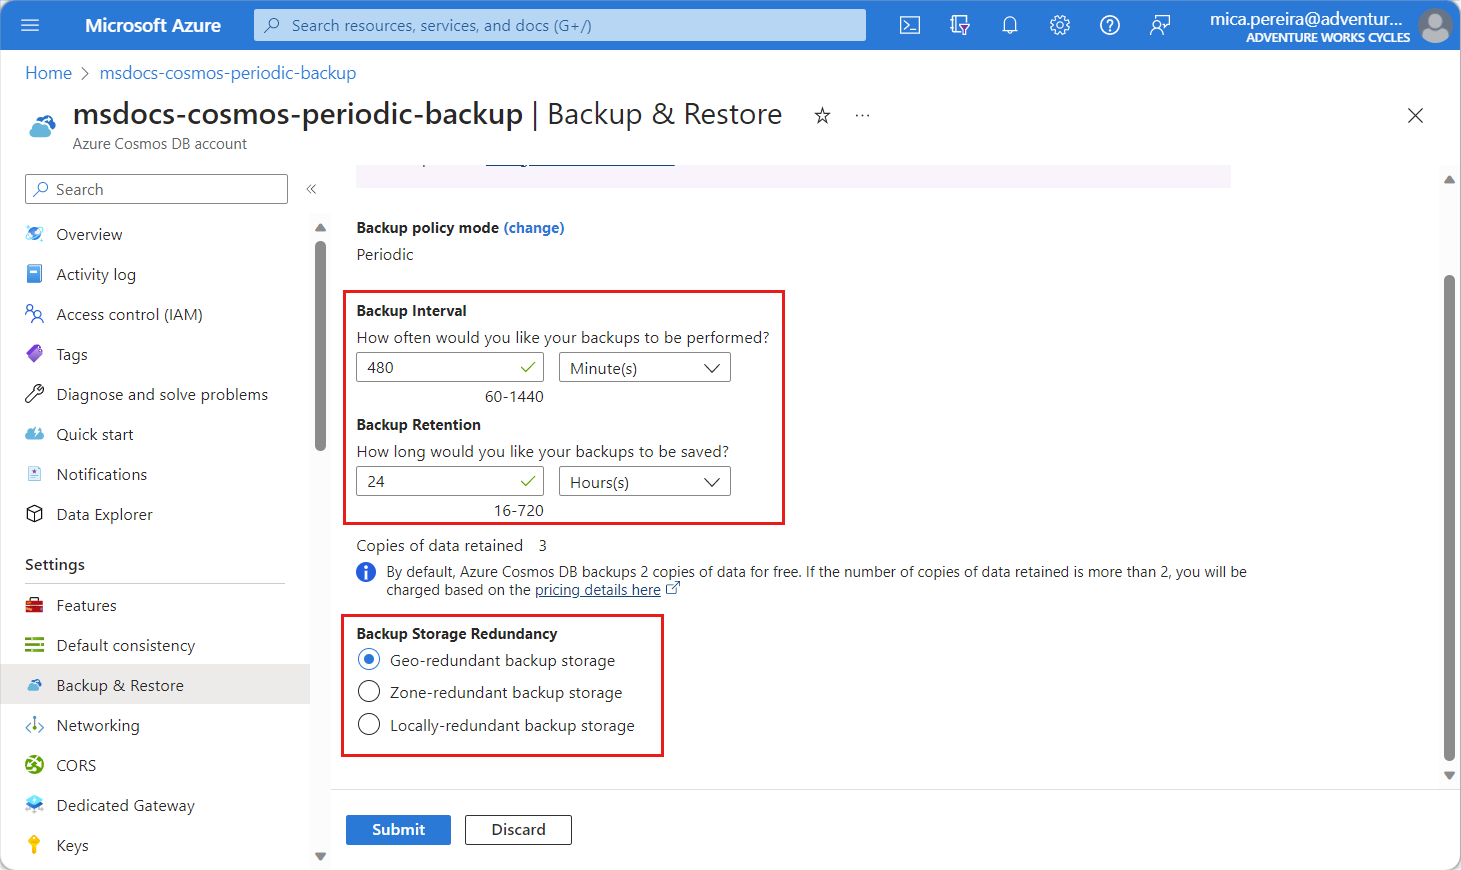 Microsoft Azure
Search resources, services, and docs (G+/)
mica.pereira@adventur...
ADVENTURE WORKS CYCLES
Home > msdocs-cosmos-periodic-backup
msdocs-cosmos-periodic-backup | Backup & Restore
Azure Cosmos DB account
Search
Overview
Activity log
Access control (IAM)
Tags
Diagnose and solve problems
Quick start
Notifications
Data Explorer
Settings
Features
Default consistency
Backup & Restore
Networking
CORS
Dedicated Gateway
Keys
Backup policy mode (change)
Periodic
Backup Interval
How often would you like your backups to be performed?
480 Minute(s)
60-1440
Backup Retention
How long would you like your backups to be saved?
24 Hours(s)
16-720
Copies of data retained 3
By default, Azure Cosmos DB backups 2 copies of data for free. If the number of copies of data retained is more than 2, you will be
charged based on the pricing details here
Backup Storage Redundancy
Geo-redundant backup storage
Zone-redundant backup storage
Locally-redundant backup storage
Submit Discard